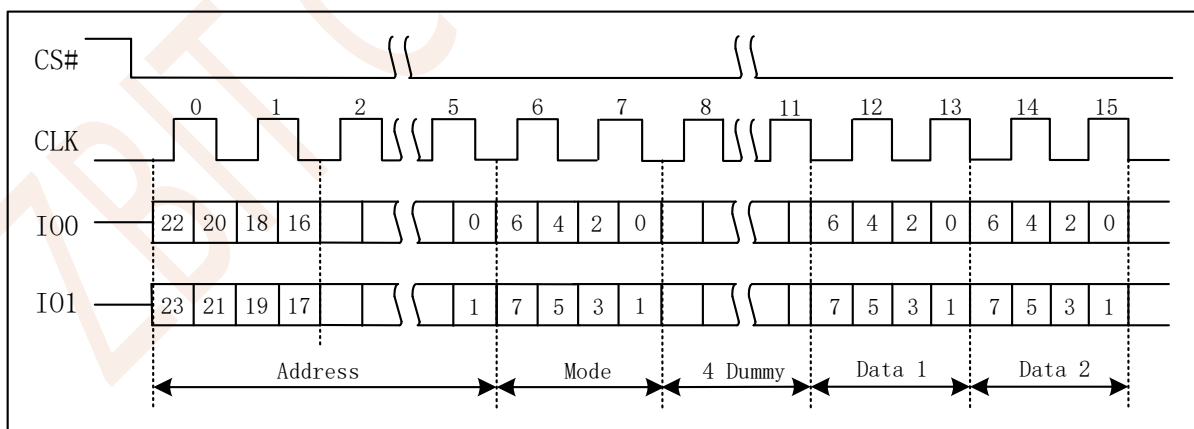 CS#
0 1 2 5 6 7 8 11 12 13 14 15
CLK
IO0 22 20 18 16 0 6 4 2 0 6 4 2 0 6 4 2 0
IO1 23 21 19 17 1 7 5 3 1 7 5 3 1 7 5 3 1
Address Mode 4 Dummy Data 1 Data 2